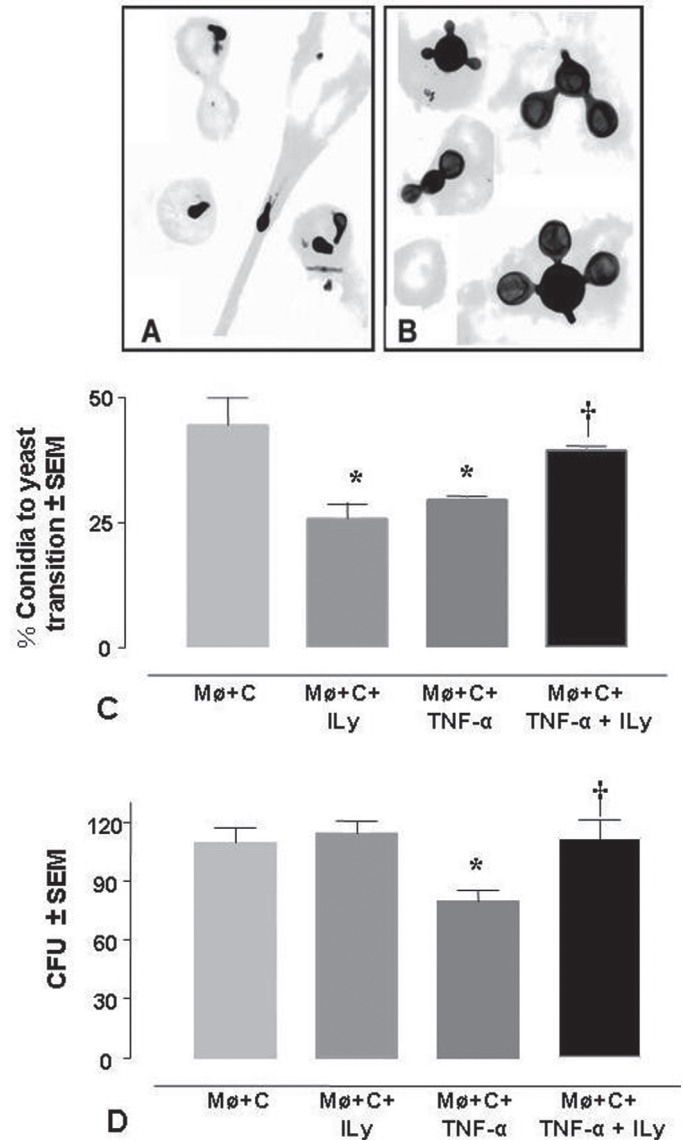 A
B
% Conidia to yeast
transition ± SEM
50
25
0
*
*
‡
Mø+C
Mø+C+
ILy
Mø+C+
TNF-α
Mø+C+
TNF-α + ILy
C
CFU ± SEM
120
90
60
30
0
*
‡
Mø+C
Mø+C+
ILy
Mø+C+
TNF-α
Mø+C+
TNF-α + ILy
D